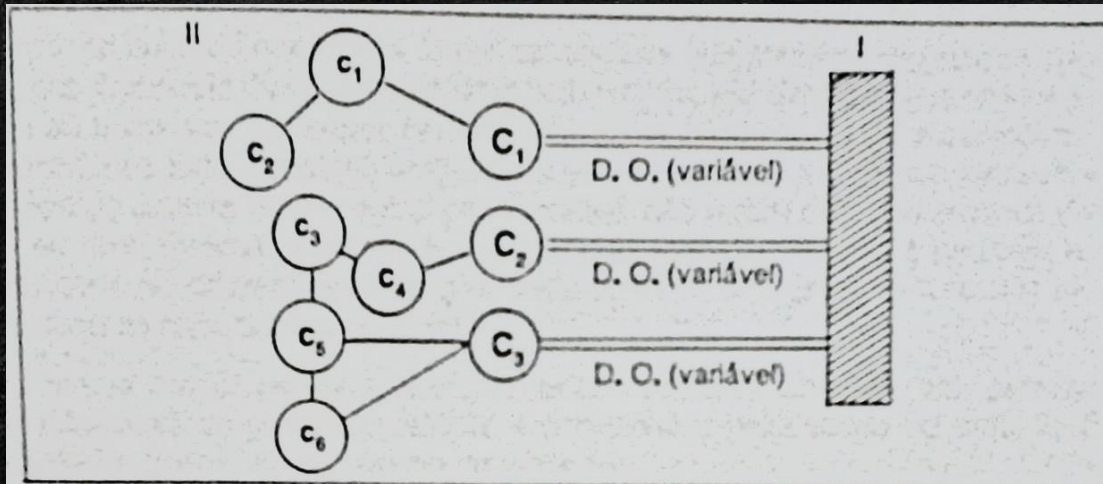 II
I
c₁
c₂
C₁
D. O. (variável)
c₃
c₄
C₂
D. O. (variável)
c₅
C₃
D. O. (variável)
c₆